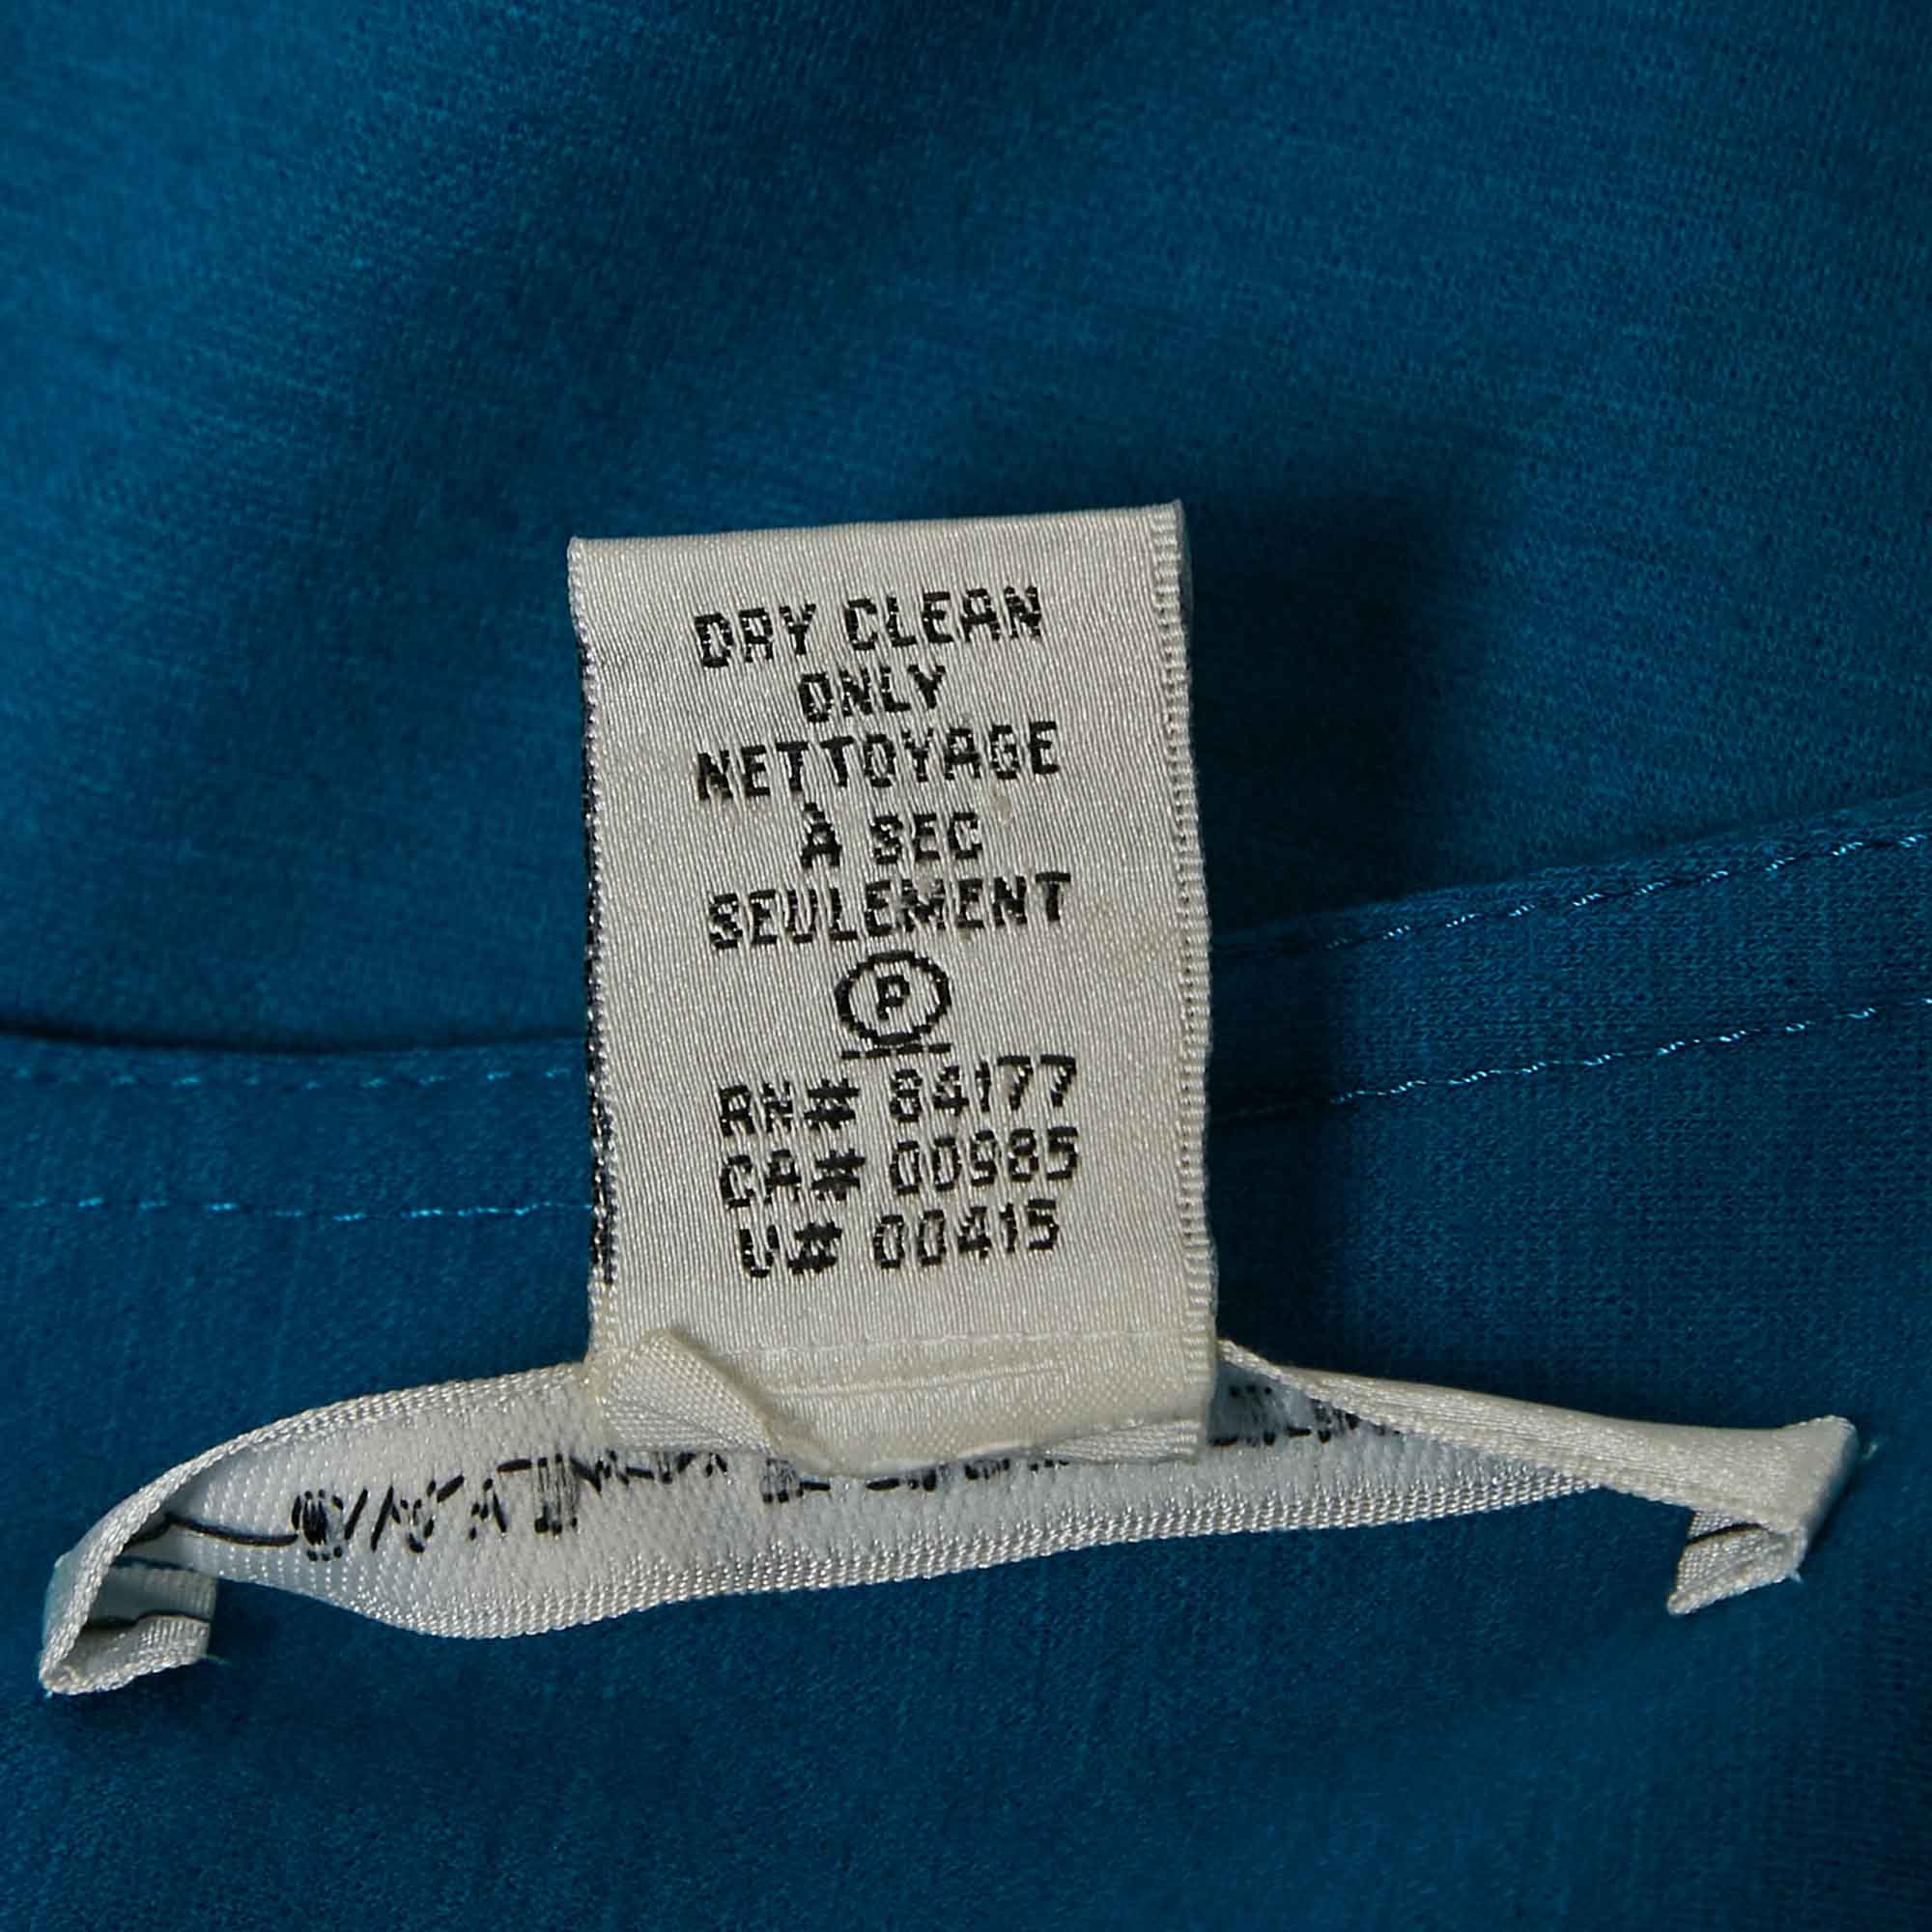 DRY CLEAN
ONLY
NETTOYAGE
À SEC
SEULEMENT
P
RN# 84177
CA# 00985
U# 00415